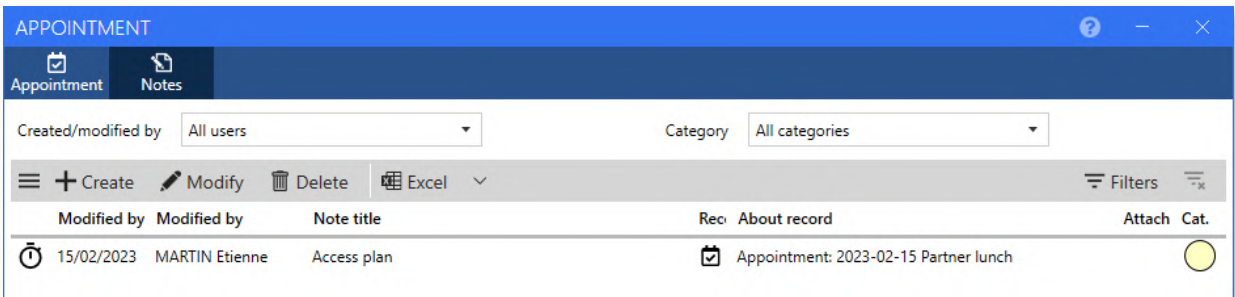 APPOINTMENT
Appointment Notes
Created/modified by All users Category All categories
Create Modify Delete Excel Filters
Modified by Modified by Note title Rec About record Attach Cat.
15/02/2023 MARTIN Etienne Access plan Appointment: 2023-02-15 Partner lunch